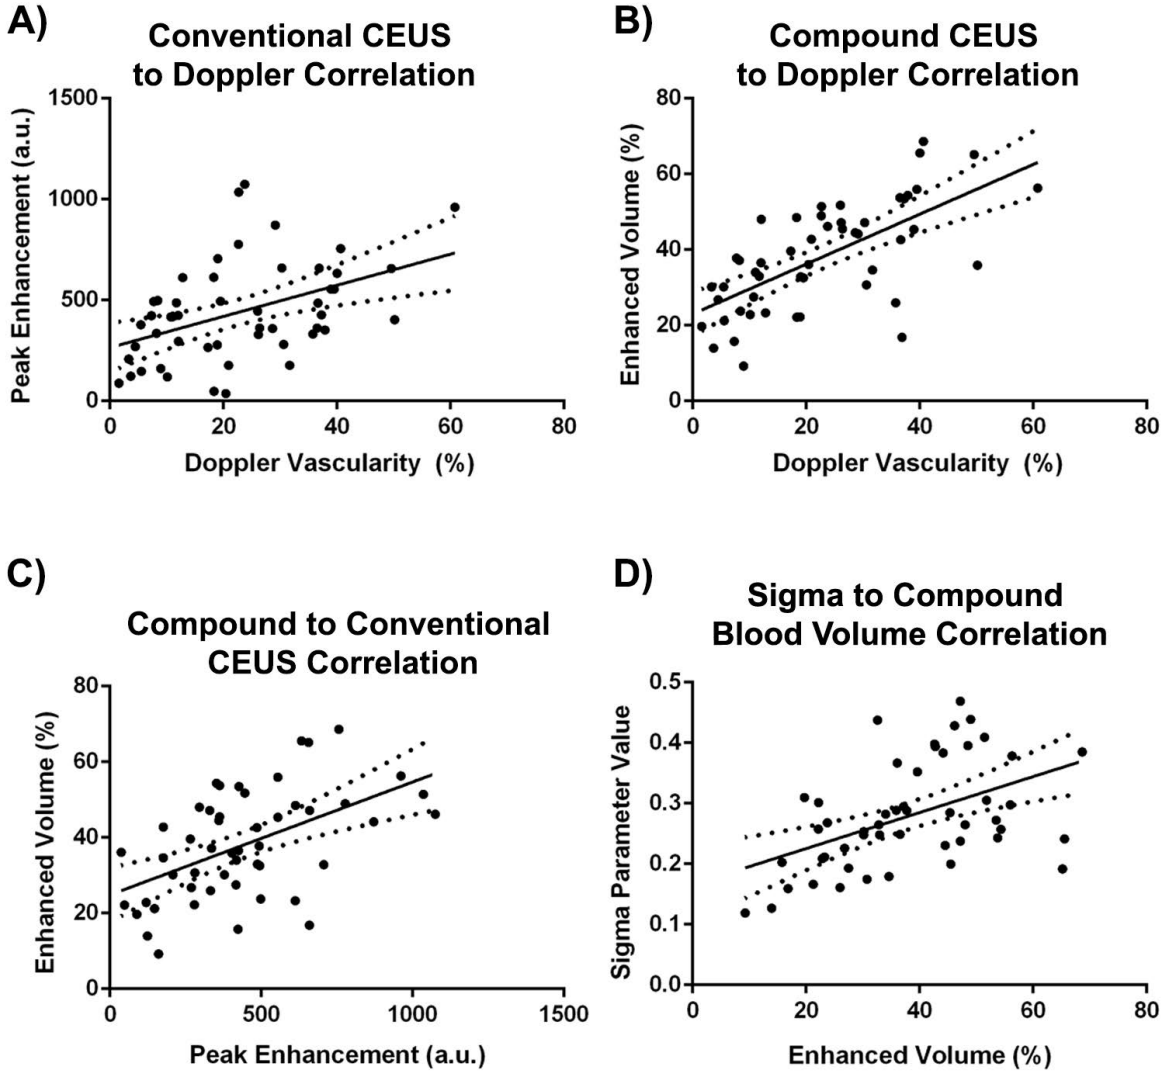 A)
Conventional CEUS
to Doppler Correlation
Peak Enhancement (a.u.)
1500
1000
500
0
0 20 40 60 80
Doppler Vascularity (%)
B)
Compound CEUS
to Doppler Correlation
Enhanced Volume (%)
80
60
40
20
0
0 20 40 60 80
Doppler Vascularity (%)
C)
Compound to Conventional
CEUS Correlation
Enhanced Volume (%)
80
60
40
20
0
0 500 1000 1500
Peak Enhancement (a.u.)
D)
Sigma to Compound
Blood Volume Correlation
Sigma Parameter Value
0.5
0.4
0.3
0.2
0.1
0.0
0 20 40 60 80
Enhanced Volume (%)